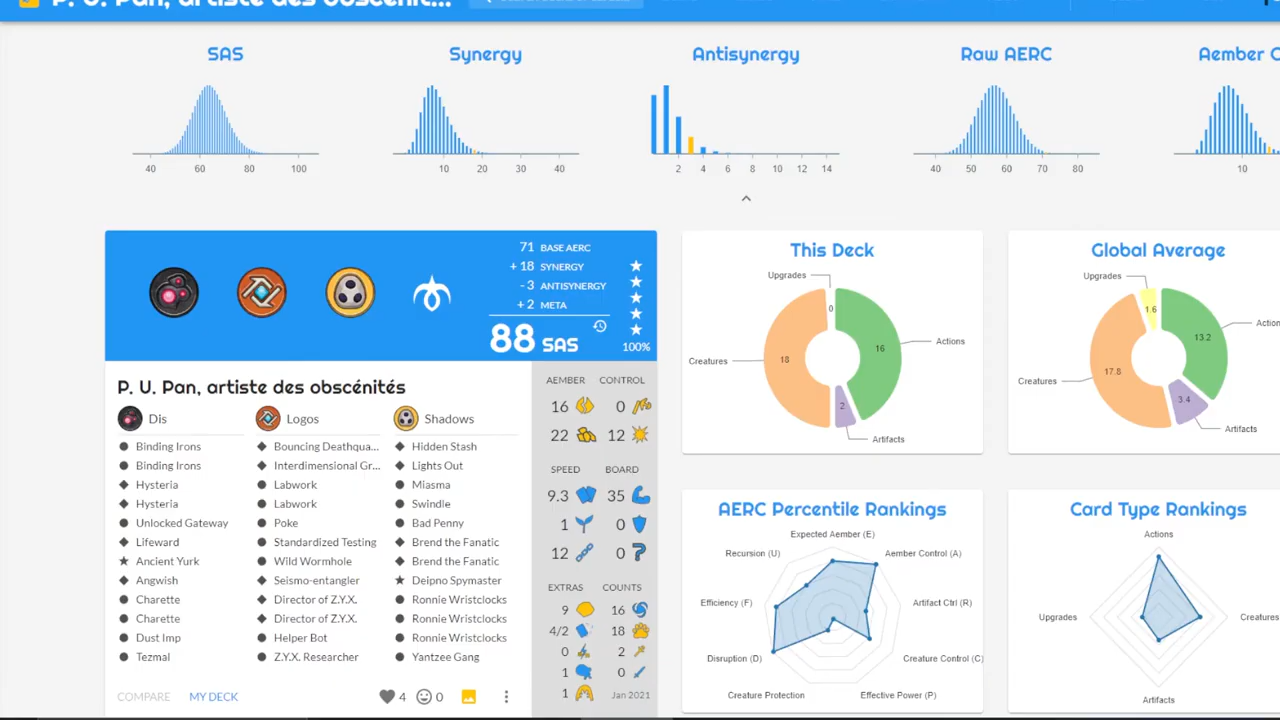 P. U. Pan, artiste des obscénit...
SAS
Synergy
Antisynergy
Raw AERC
Aember C
40 60 80 100
10 20 30 40
2 4 6 8 10 12 14
40 50 60 70 80
10
71 BASE AERC
+ 18 SYNERGY
- 3 ANTISYNERGY
+ 2 META
88 SAS
100%
This Deck
Upgrades
0
16
Actions
Creatures
18
2
Artifacts
Global Average
Upgrades
1.6
13.2
Action
Creatures
17.8
3.4
Artifacts
P. U. Pan, artiste des obscénités
Dis
Binding Irons
Binding Irons
Hysteria
Hysteria
Unlocked Gateway
Lifeward
Ancient Yurk
Angwish
Charette
Charette
Dust Imp
Tezmal
Logos
Bouncing Deathqua...
Interdimensional Gr...
Labwork
Labwork
Poke
Standardized Testing
Wild Wormhole
Seismo-entangler
Director of Z.Y.X.
Director of Z.Y.X.
Helper Bot
Z.Y.X. Researcher
Shadows
Hidden Stash
Lights Out
Miasma
Swindle
Bad Penny
Brend the Fanatic
Brend the Fanatic
Deipno Spymaster
Ronnie Wristclocks
Ronnie Wristclocks
Ronnie Wristclocks
Yantzee Gang
COMPARE
MY DECK
4
0
AEMBER CONTROL
16 0
22 12
SPEED BOARD
9.3 35
1 0
12 0
EXTRAS COUNTS
9 16
4/2 18
0 2
1 0
1 Jan 2021
AERC Percentile Rankings
Expected Aember (E)
Recursion (U)
Aember Control (A)
Efficiency (F)
Artifact Ctrl (R)
Disruption (D)
Creature Control (C)
Creature Protection
Effective Power (P)
Card Type Rankings
Actions
Upgrades
Creatures
Artifacts